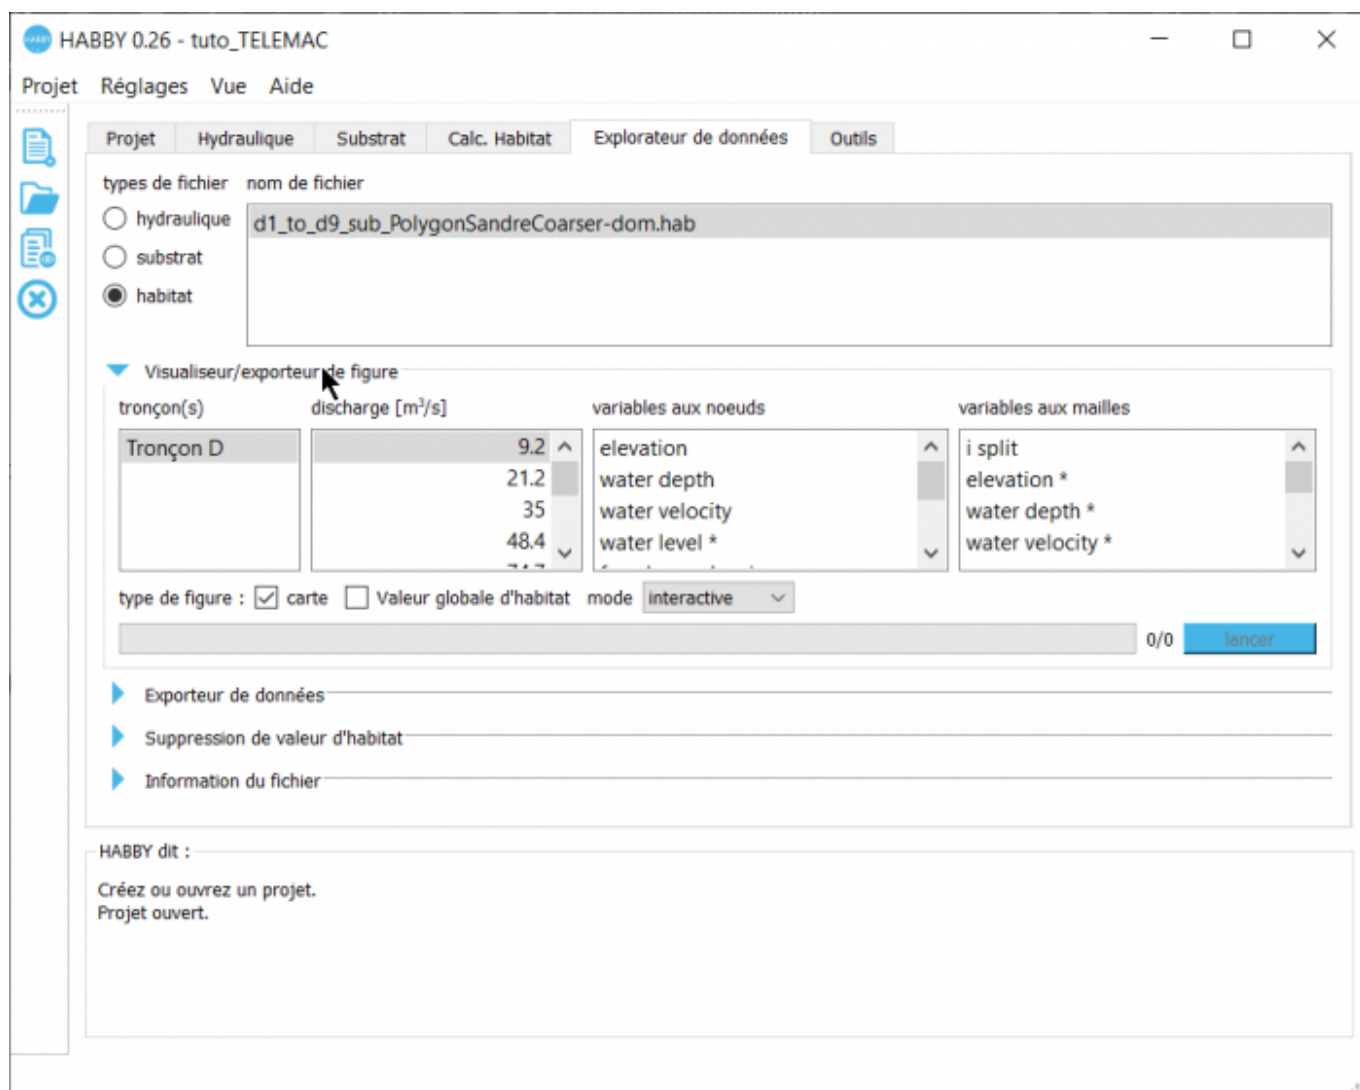 HABBY 0.26 - tuto_TELEMAC
Projet Réglages Vue Aide
Projet Hydraulique Substrat Calc. Habitat Explorateur de données Outils
types de fichier nom de fichier
hydraulique
d1_to_d9_sub_PolygonSandreCoarser-dom.hab
substrat
habitat
Visualiseur/exporteur de figure
tronçon(s) discharge [m³/s] variables aux noeuds variables aux mailles
Tronçon D 9.2 elevation i split
21.2 water depth elevation *
35 water velocity water depth *
48.4 water level * water velocity *
type de figure : carte Valeur globale d'habitat mode interactive
0/0 lancer
Exporteur de données
Suppression de valeur d'habitat
Information du fichier
HABBY dit :
Créez ou ouvrez un projet.
Projet ouvert.